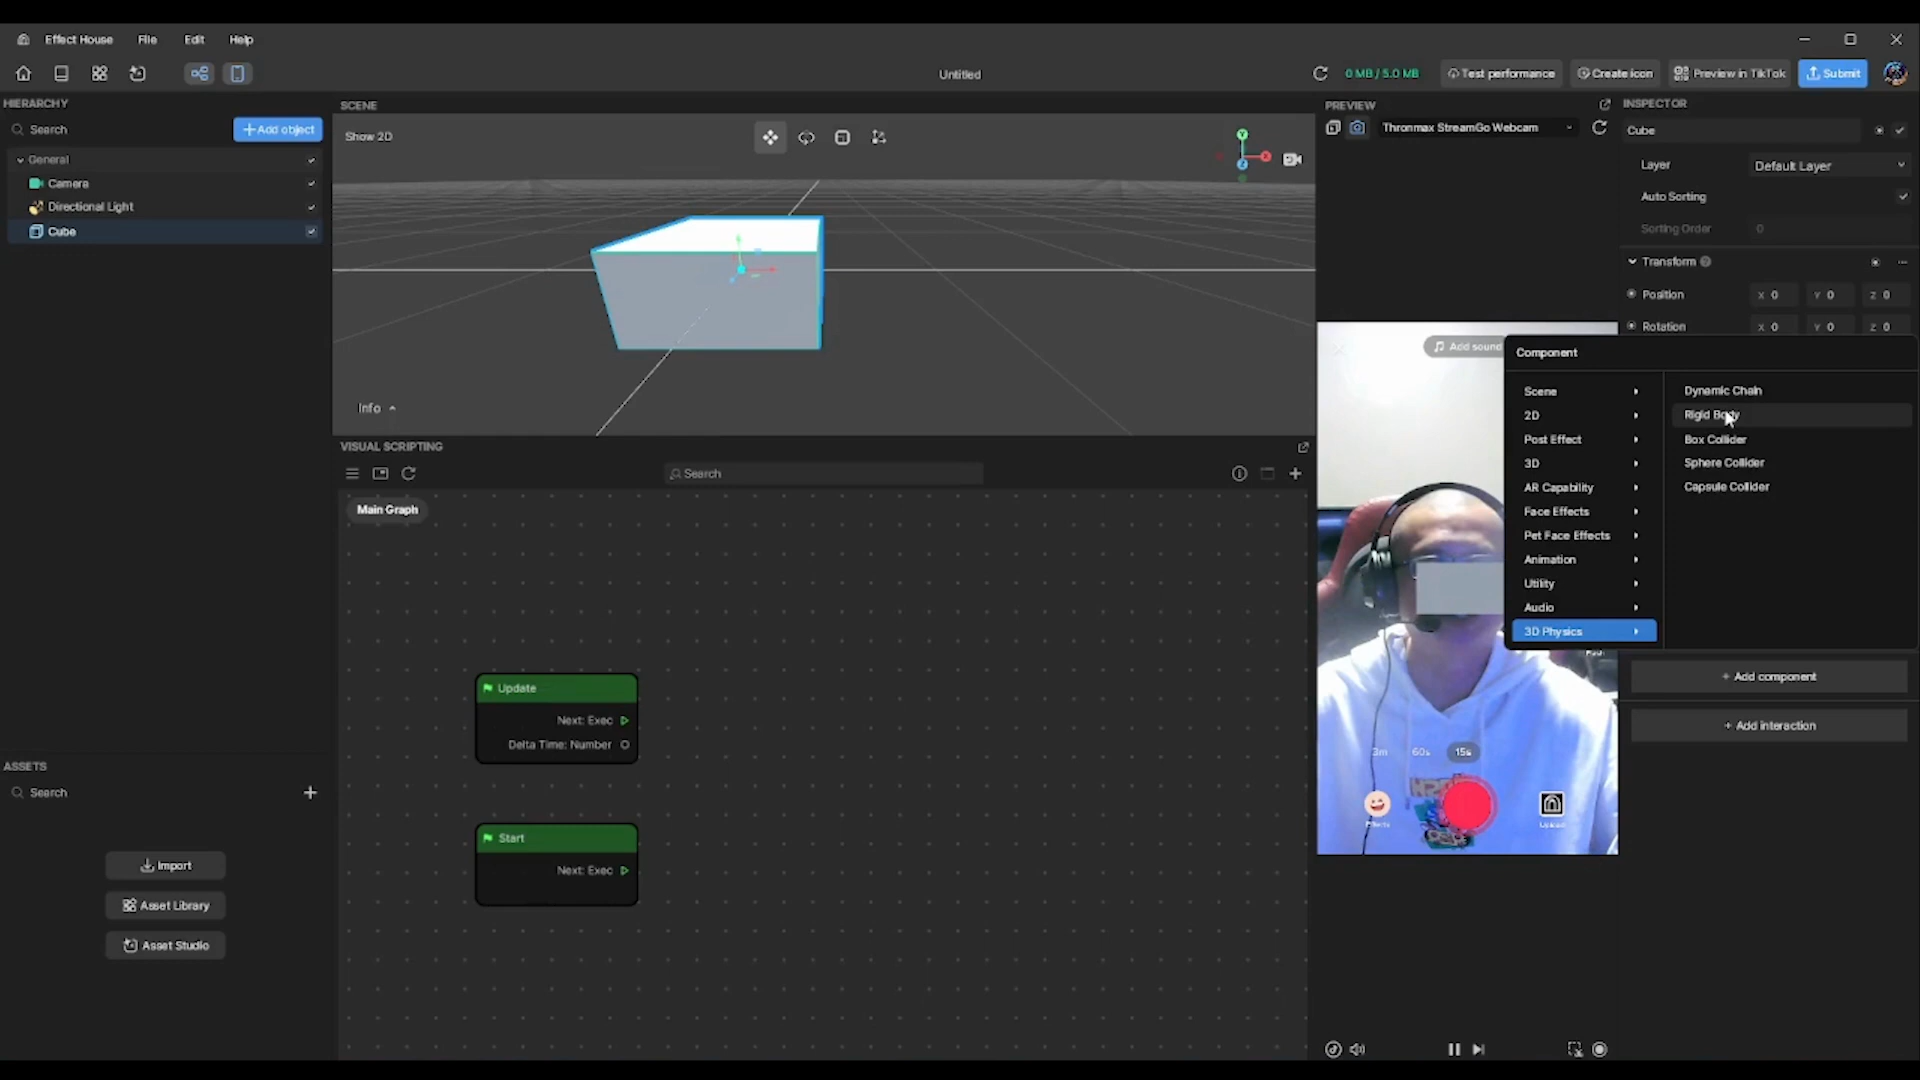 Effect House File Edit Help
Untitled
0 MB / 5.0 MB
Test performance
Create icon
Preview in TikTok
Submit
HIERARCHY
Search
+Add object
General
Camera
Directional Light
Cube
SCENE
Show 2D
Y
X
Z
Info
VISUAL SCRIPTING
Search
Main Graph
Update
Next: Exec
Delta Time: Number
Start
Next: Exec
ASSETS
Search
Import
Asset Library
Asset Studio
PREVIEW
Thronmax StreamGo Webcam
Add sound
3m 60s 15s
Effects
Upload
INSPECTOR
Cube
Layer Default Layer
Auto Sorting
Sorting Order 0
Transform
Position X 0 Y 0 Z 0
Rotation X 0 Y 0 Z 0
Component
Scene
2D
Post Effect
3D
AR Capability
Face Effects
Pet Face Effects
Animation
Utility
Audio
3D Physics
Dynamic Chain
Rigid Body
Box Collider
Sphere Collider
Capsule Collider
+ Add component
+ Add interaction